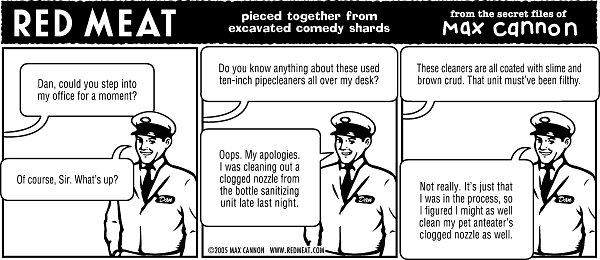 RED MEAT
pieced together from
excavated comedy shards
from the secret files of
max cannon
Dan, could you step into
my office for a moment?
Of course, Sir. What's up?
Dan
Do you know anything about these used
ten-inch pipecleaners all over my desk?
Oops. My apologies.
I was cleaning out a
clogged nozzle from
the bottle sanitizing
unit late last night.
Dan
©2005 MAX CANNON WWW.REDMEAT.COM
These cleaners are all coated with slime and
brown crud. That unit must've been filthy.
Not really. It's just that
I was in the process, so
I figured I might as well
clean my pet anteater's
clogged nozzle as well.
Dan